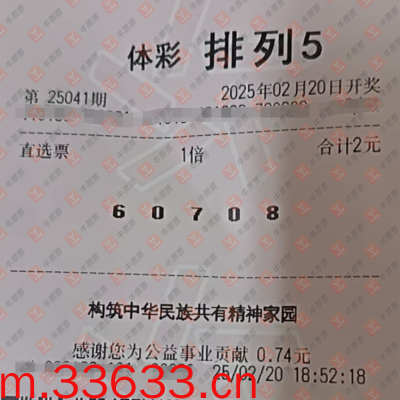 体彩 排列5
第 25041期 2025年02月20日开奖
直选票 1倍 合计2元
6 0 7 0 8
构筑中华民族共有精神家园
感谢您为公益事业贡献 0.74元
25/02/20 18:52:18
m.33633.cn